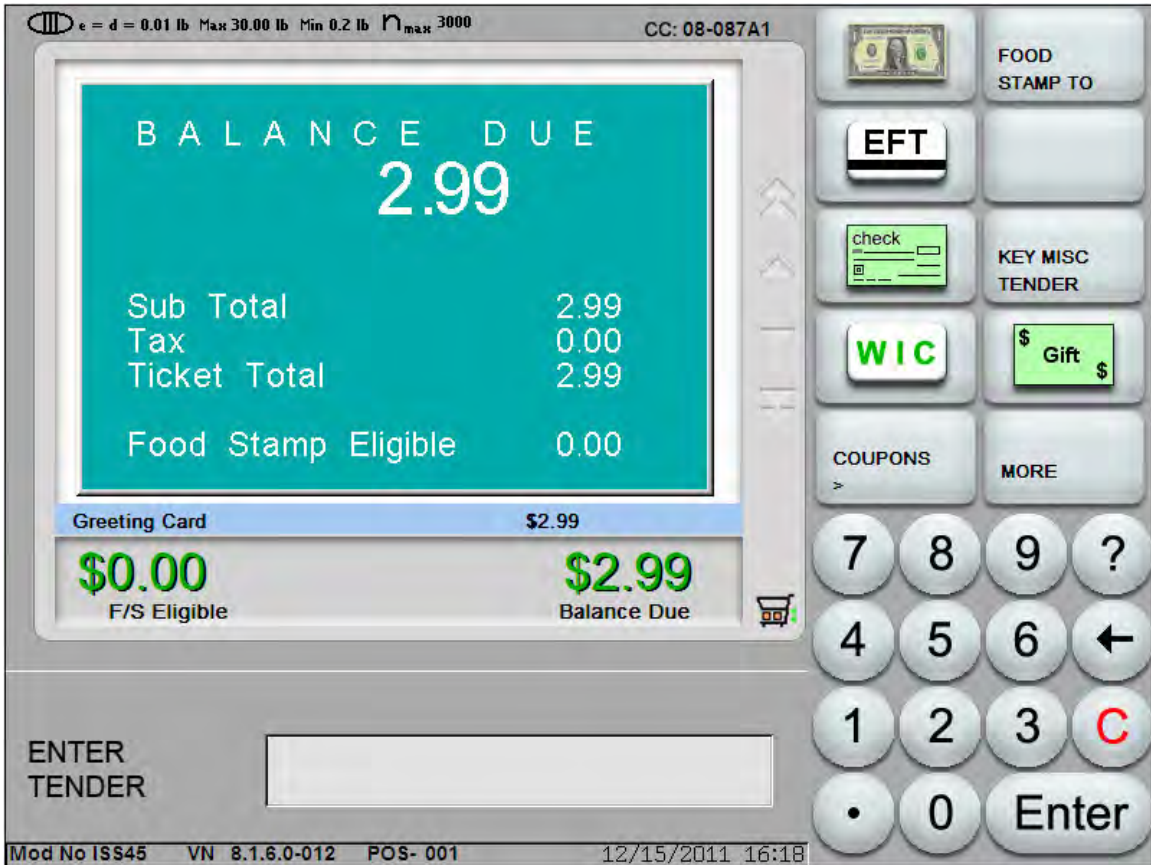 III e = d = 0.01 lb Max 30.00 lb Min 0.2 lb nmax 3000
CC: 08-087A1
BALANCE DUE
2.99
Sub Total 2.99
Tax 0.00
Ticket Total 2.99
Food Stamp Eligible 0.00
Greeting Card $2.99
$0.00 $2.99
F/S Eligible Balance Due
ENTER
TENDER
Mod No ISS45 VN 8.1.6.0-012 POS- 001 12/15/2011 16:18
FOOD
STAMP TO
EFT
check
KEY MISC
TENDER
WIC
$ Gift $
COUPONS
>
MORE
7 8 9 ?
4 5 6 ←
1 2 3 C
. 0 Enter